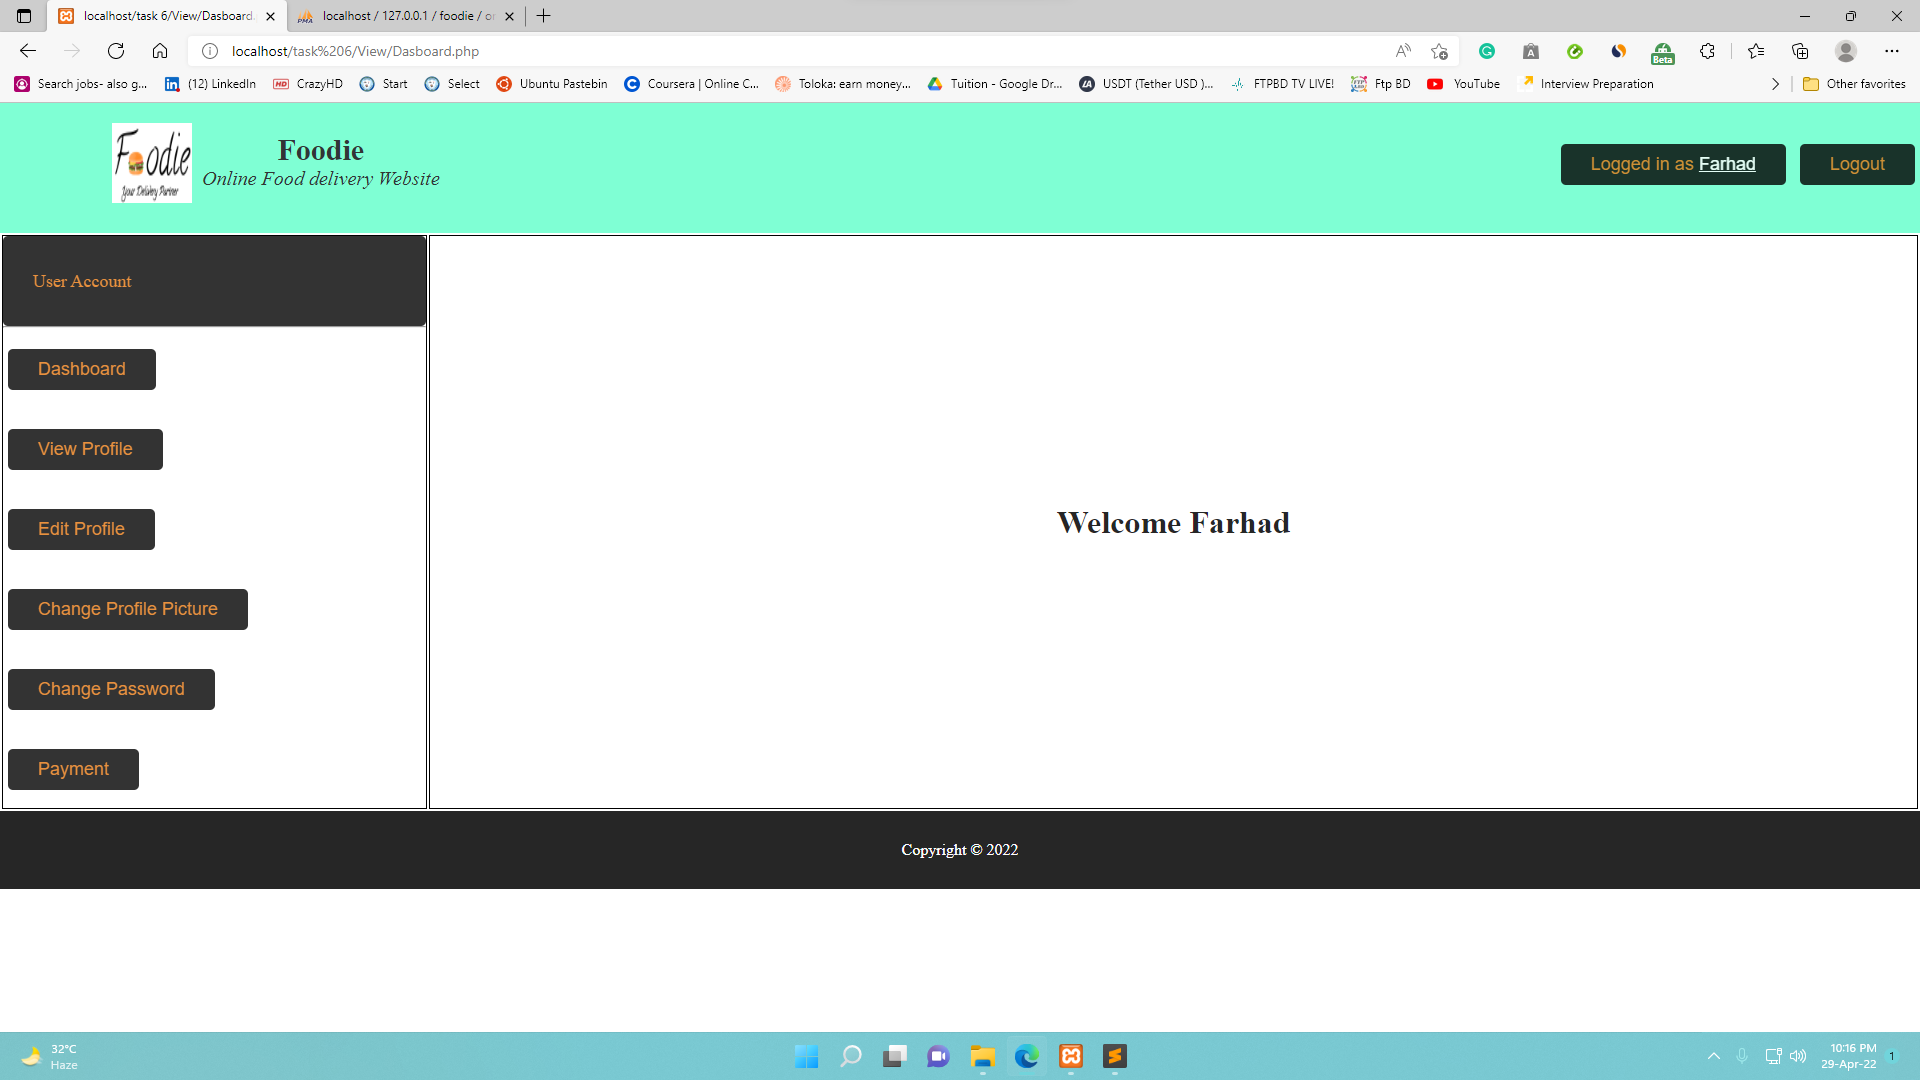 localhost/task 6/View/Dasboard.
localhost / 127.0.0.1 / foodie / or
localhost/task%206/View/Dasboard.php
A
Beta
Search jobs- also g...
(12) LinkedIn
CrazyHD
Start
Select
Ubuntu Pastebin
Coursera | Online C...
Toloka: earn money...
Tuition - Google Dr...
USDT (Tether USD )...
FTPBD TV LIVE!
Ftp BD
YouTube
Interview Preparation
Other favorites
Foodie
Your Delivery Partner
Foodie
Online Food delivery Website
Logged in as Farhad
Logout
User Account
Dashboard
View Profile
Edit Profile
Change Profile Picture
Change Password
Payment
Welcome Farhad
Copyright © 2022
32°C
Haze
10:16 PM
29-Apr-22
1